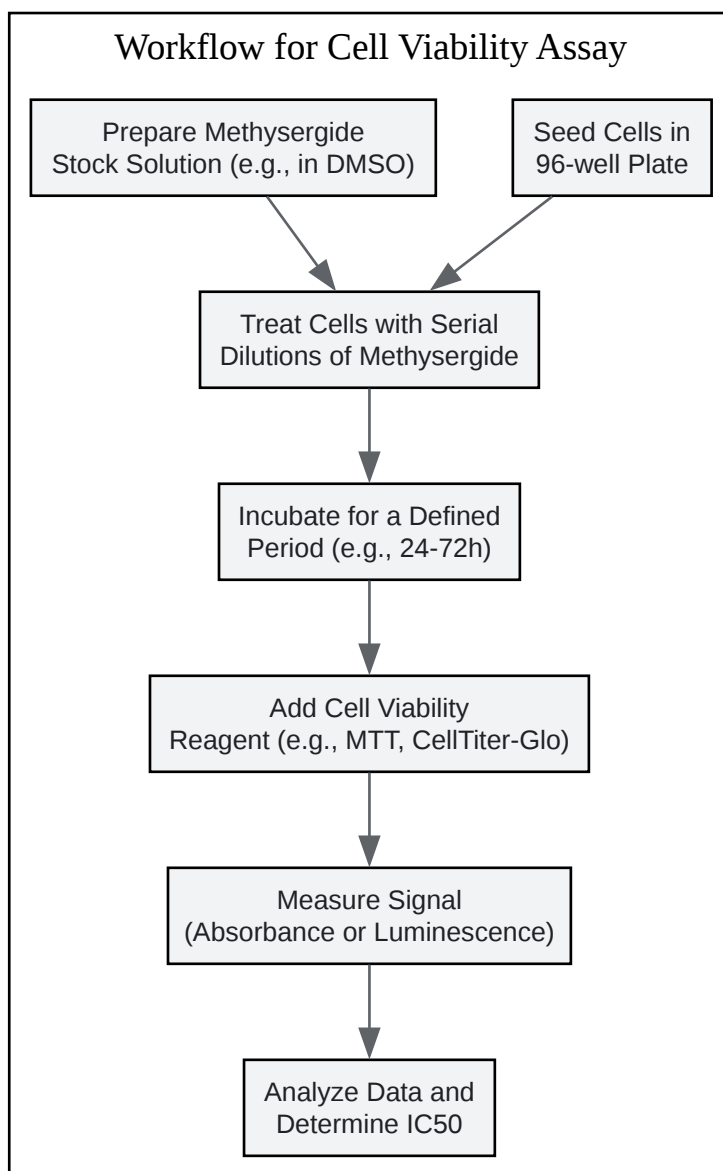 Workflow for Cell Viability Assay
Prepare Methysergide
Stock Solution (e.g., in DMSO)
Seed Cells in
96-well Plate
Treat Cells with Serial
Dilutions of Methysergide
Incubate for a Defined
Period (e.g., 24-72h)
Add Cell Viability
Reagent (e.g., MTT, CellTiter-Glo)
Measure Signal
(Absorbance or Luminescence)
Analyze Data and
Determine IC50